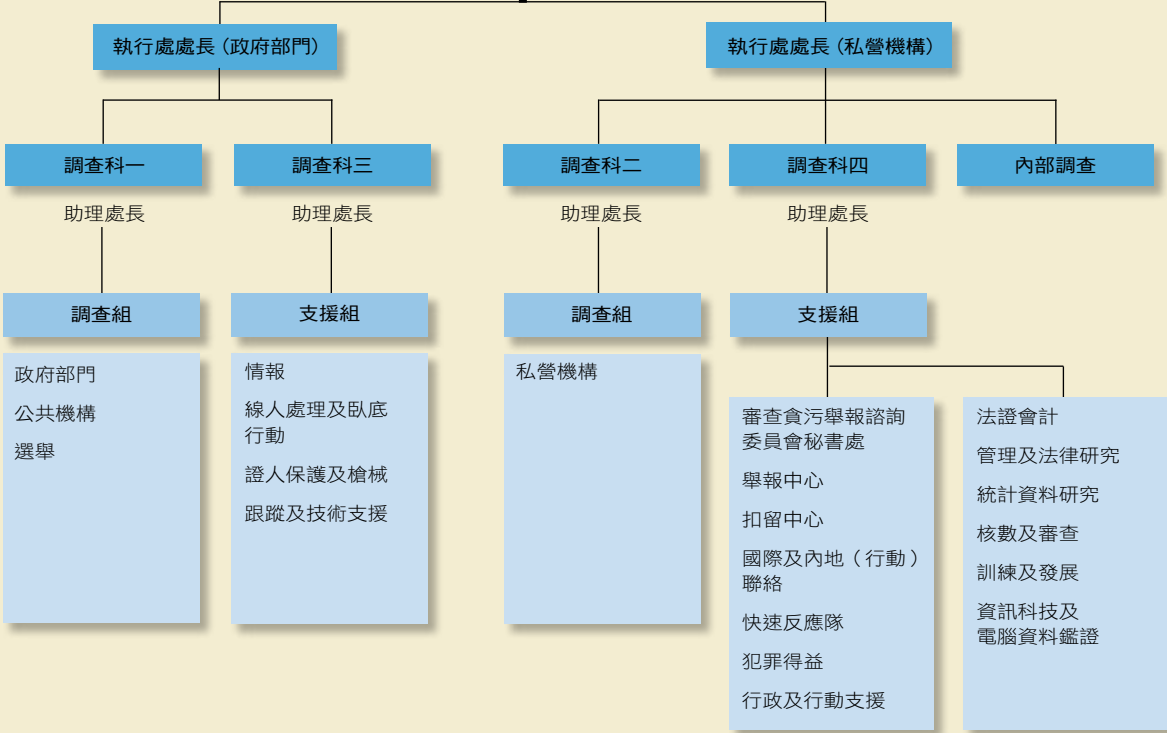 執行處處長（政府部門）
執行處處長（私營機構）
調查科一
調查科三
調查科二
調查科四
內部調查
助理處長
助理處長
助理處長
助理處長
調查組
支援組
調查組
支援組
政府部門
公共機構
選舉
情報
線人處理及臥底
行動
證人保護及槍械
跟蹤及技術支援
私營機構
審查貪污舉報諮詢
委員會秘書處
舉報中心
扣留中心
國際及內地（行動）
聯絡
快速反應隊
犯罪得益
行政及行動支援
法證會計
管理及法律研究
統計資料研究
核數及審查
訓練及發展
資訊科技及
電腦資料鑑證